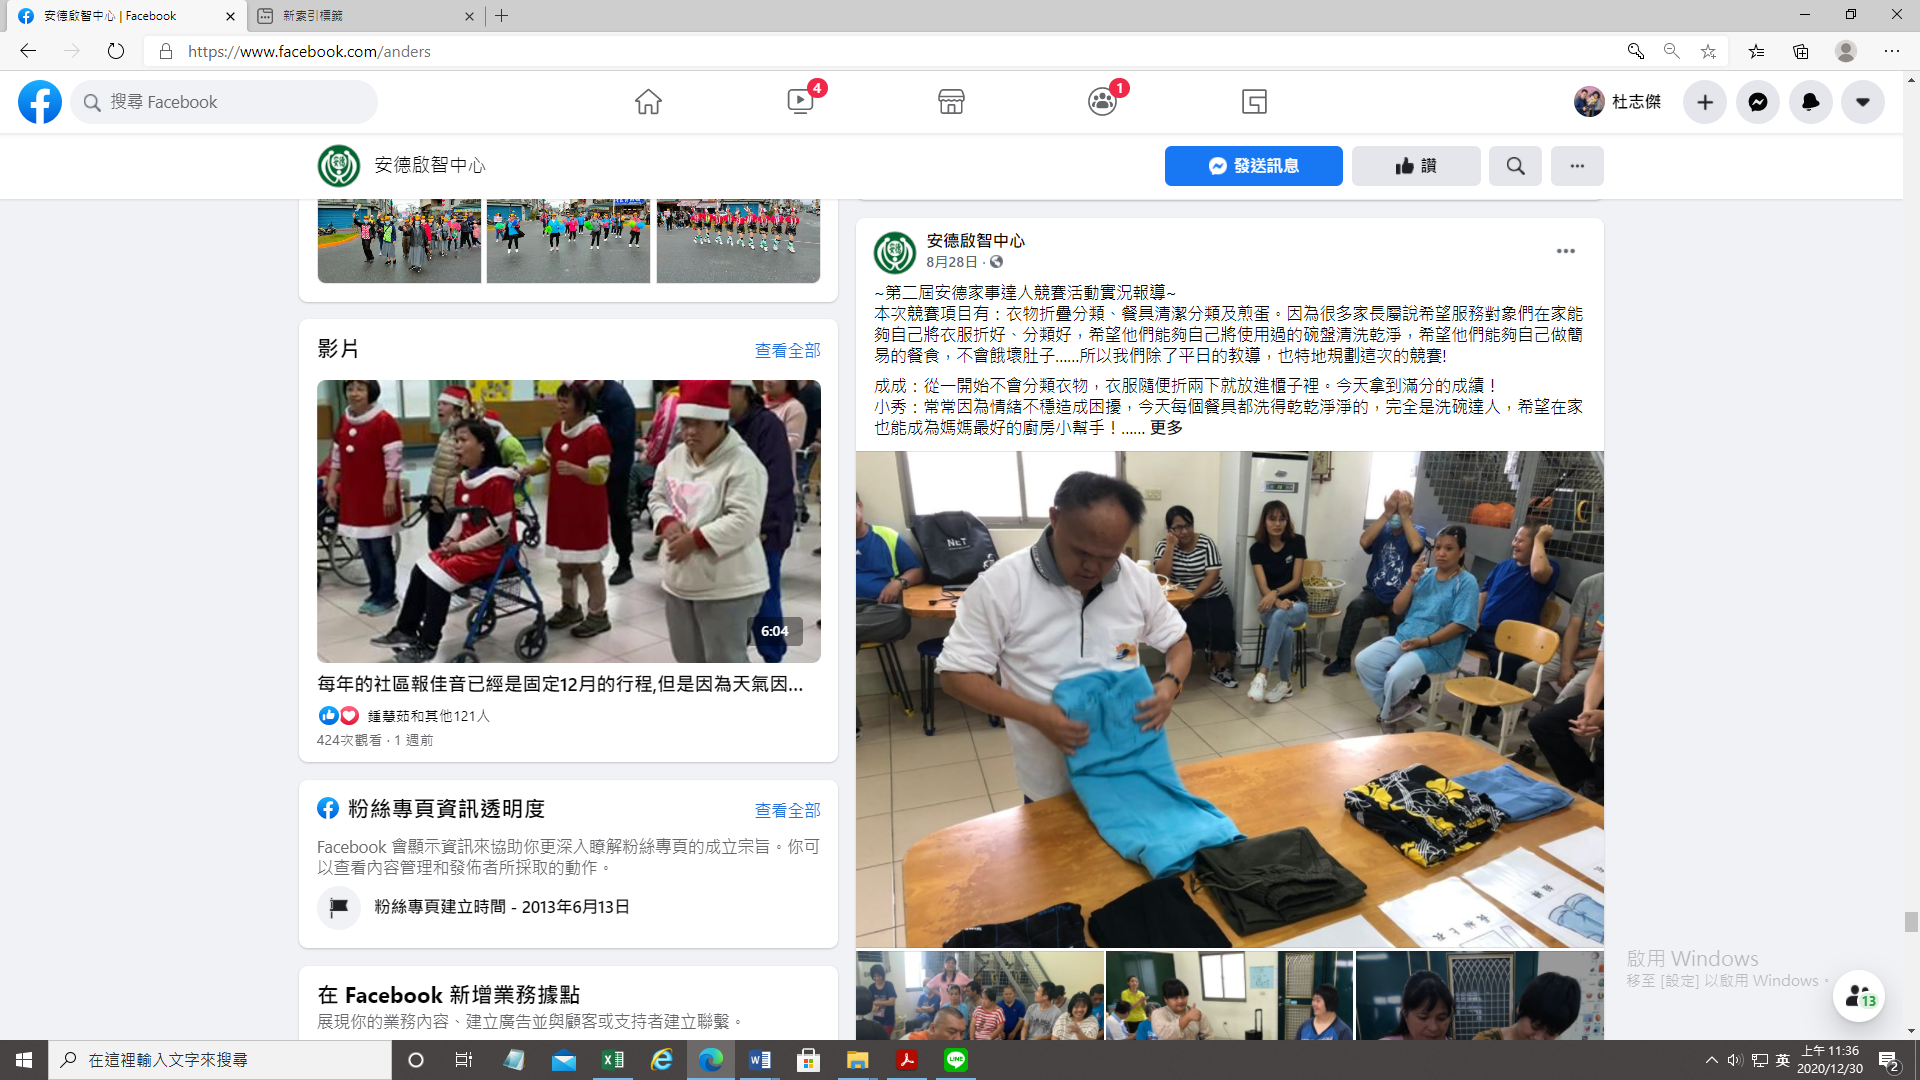 安德啟智中心 | Facebook
新索引標籤
https://www.facebook.com/anders
搜尋 Facebook
4
1
杜志傑
安德啟智中心
發送訊息
讚
影片
查看全部
6:04
每年的社區報佳音已經是固定12月的行程,但是因為天氣因...
鍾慧茹和其他121人
424次觀看 · 1 週前
粉絲專頁資訊透明度
查看全部
Facebook 會顯示資訊來協助你更深入瞭解粉絲專頁的成立宗旨。你可
以查看內容管理和發佈者所採取的動作。
粉絲專頁建立時間 - 2013年6月13日
在 Facebook 新增業務據點
展現你的業務內容、建立廣告並與顧客或支持者建立聯繫。
安德啟智中心
8月28日 ·
~第二屆安德家事達人競賽活動實況報導~
本次競賽項目有：衣物折疊分類、餐具清潔分類及煎蛋。因為很多家長屬說希望服務對象們在家能
夠自己將衣服折好、分類好，希望他們能夠自己將使用過的碗盤清洗乾淨，希望他們能夠自己做簡
易的餐食，不會餓壞肚子......所以我們除了平日的教導，也特地規劃這次的競賽!
成成：從一開始不會分類衣物，衣服隨便折兩下就放進櫃子裡。今天拿到滿分的成績！
小秀：常常因為情緒不穩造成困擾，今天每個餐具都洗得乾乾淨淨的，完全是洗碗達人，希望在家
也能成為媽媽最好的廚房小幫手！...... 更多
NET
啟用 Windows
移至 [設定] 以啟用 Windows。
13
在這裡輸入文字來搜尋
英
上午 11:36
2020/12/30
2